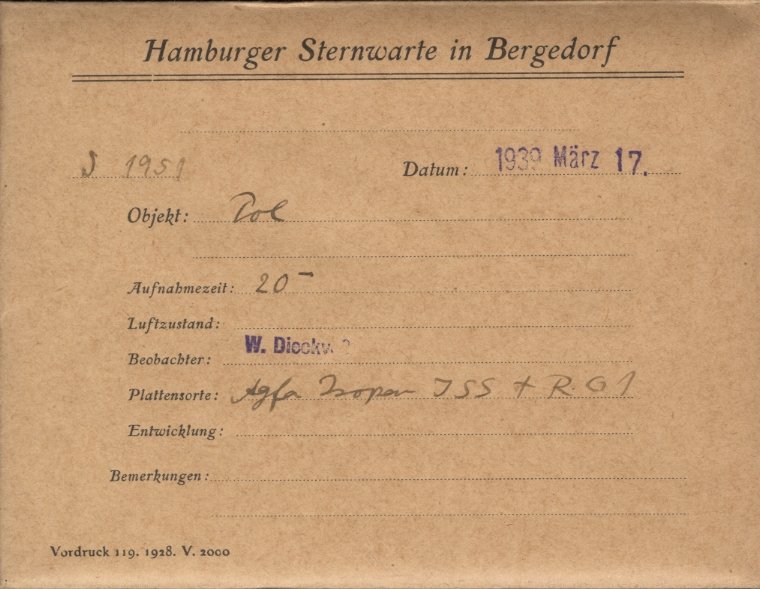 Hamburger Sternwarte in Bergedorf
S 1951 Datum: 1939 März 17.
Objekt: Pol
Aufnahmezeit: 20 –
Luftzustand:
Beobachter: W. Dieckv
Plattensorte: Agfa Isopan ISS + R.G 1
Entwicklung:
Bemerkungen:
Vordruck 119. 1928. V. 2000